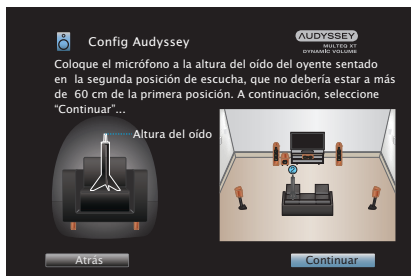 Config Audyssey
AUDYSSEY
MULTEQ XT
DYNAMIC VOLUME
Coloque el micrófono a la altura del oído del oyente sentado
en la segunda posición de escucha, que no debería estar a más
de 60 cm de la primera posición. A continuación, seleccione
“Continuar”...
Altura del oído
2
Atrás
Continuar